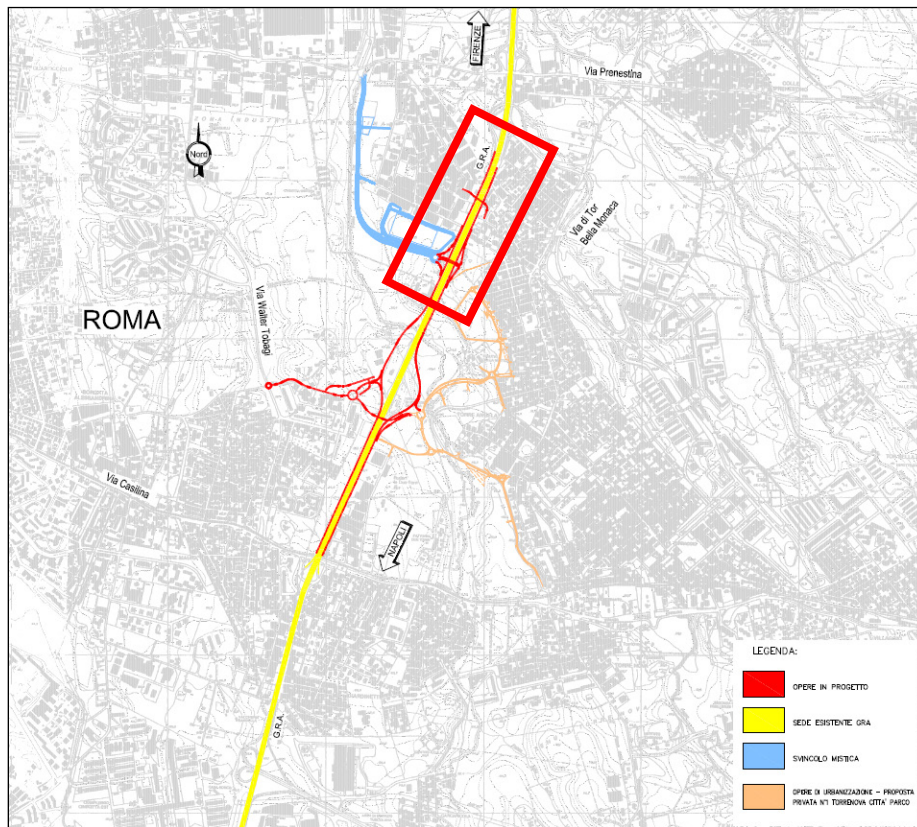 FIRENZE
Via Prenestina
G.R.A.
Nord
Via di Tor
Bella Monaca
ROMA
Via Walter Tobagi
Via Casilina
NAPOLI
G.R.A.
LEGENDA:
OPERE IN PROGETTO
SEDE ESISTENTE GRA
SVINCOLO MISTICA
OPERE DI URBANIZZAZIONE - PROPOSTA
PRIVATA N°1 TORRENOVA CITTA' PARCO